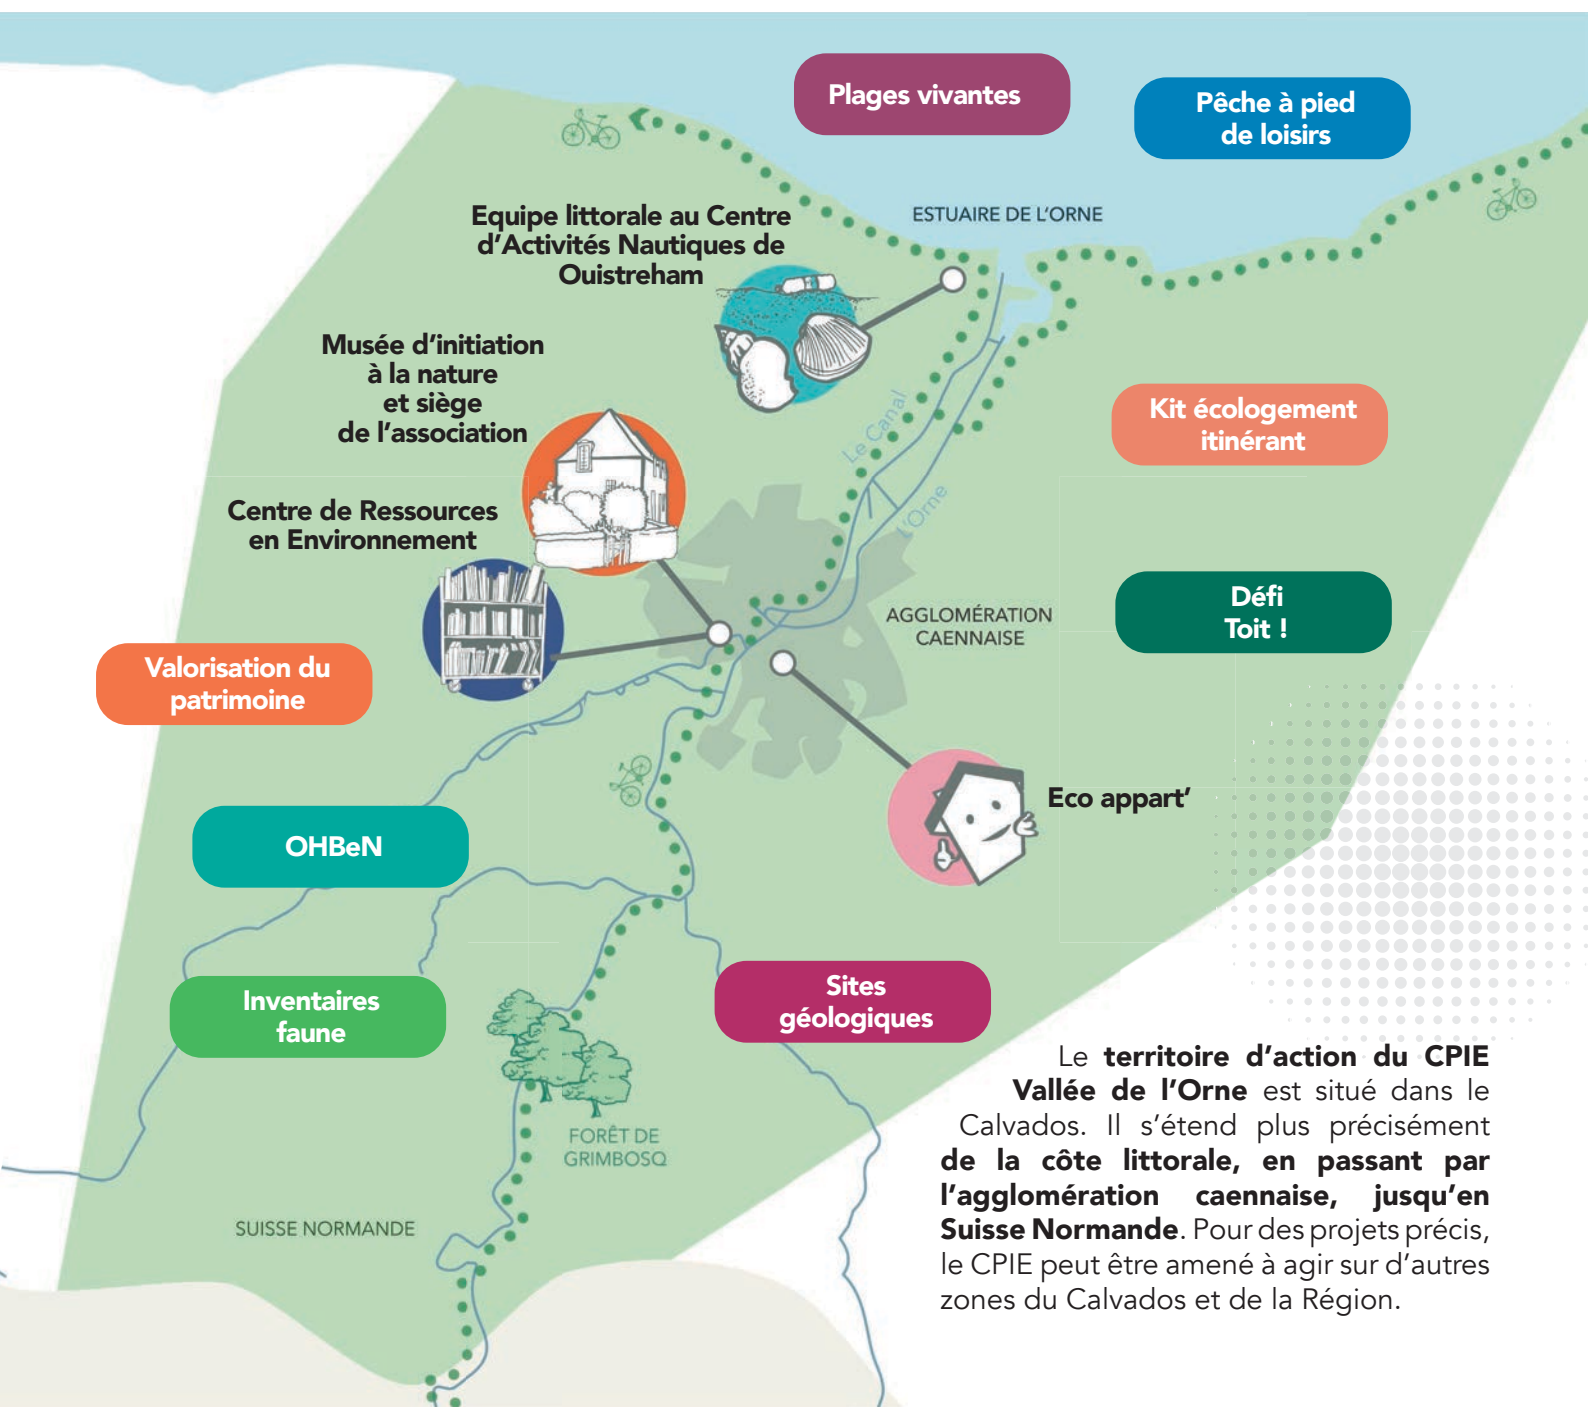 Plages vivantes
Pêche à pied
de loisirs
Equipe littorale au Centre
d'Activités Nautiques de
Ouistreham
ESTUAIRE DE L'ORNE
Musée d'initiation
à la nature
et siège
de l'association
Le Canal
L'Orne
Kit écologement
itinérant
Centre de Ressources
en Environnement
AGGLOMÉRATION
CAENNAISE
Défi
Toit !
Valorisation du
patrimoine
Eco appart'
OHBeN
Inventaires
faune
Sites
géologiques
FORÊT DE
GRIMBOSQ
SUISSE NORMANDE
Le territoire d'action du CPIE
Vallée de l'Orne est situé dans le
Calvados. Il s'étend plus précisément
de la côte littorale, en passant par
l'agglomération caennaise, jusqu'en
Suisse Normande. Pour des projets précis,
le CPIE peut être amené à agir sur d'autres
zones du Calvados et de la Région.